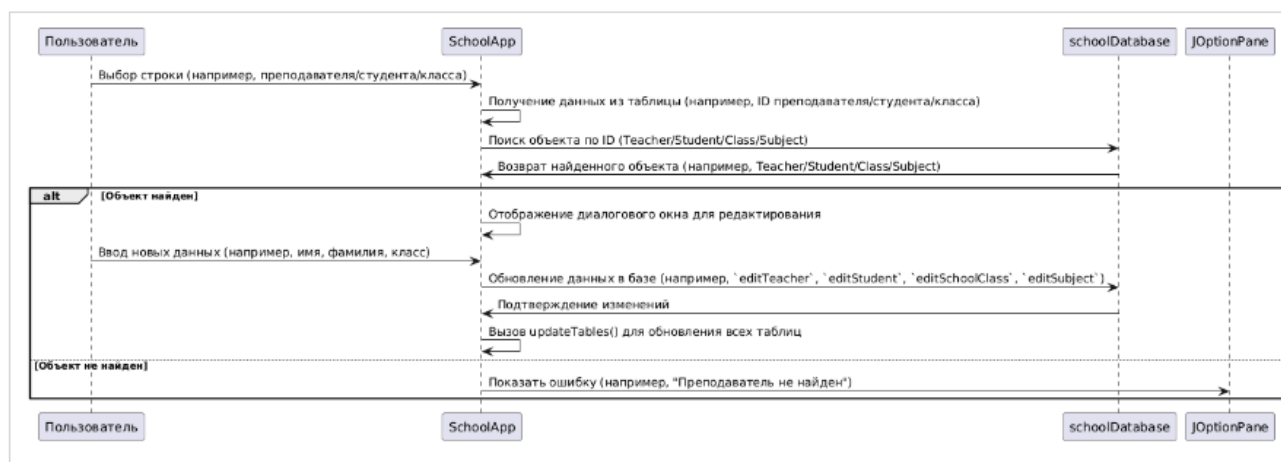 Пользователь SchoolApp schoolDatabase JOptionPane
Выбор строки (например, преподавателя/студента/класса)
Получение данных из таблицы (например, ID преподавателя/студента/класса)
Поиск объекта по ID (Teacher/Student/Class/Subject)
Возврат найденного объекта (например, Teacher/Student/Class/Subject)
alt [Объект найден]
Отображение диалогового окна для редактирования
Ввод новых данных (например, имя, фамилия, класс)
Обновление данных в базе (например, `editTeacher`, `editStudent`, `editSchoolClass`, `editSubject`)
Подтверждение изменений
Вызов updateTables() для обновления всех таблиц
[Объект не найден]
Показать ошибку (например, "Преподаватель не найден")
Пользователь SchoolApp schoolDatabase JOptionPane